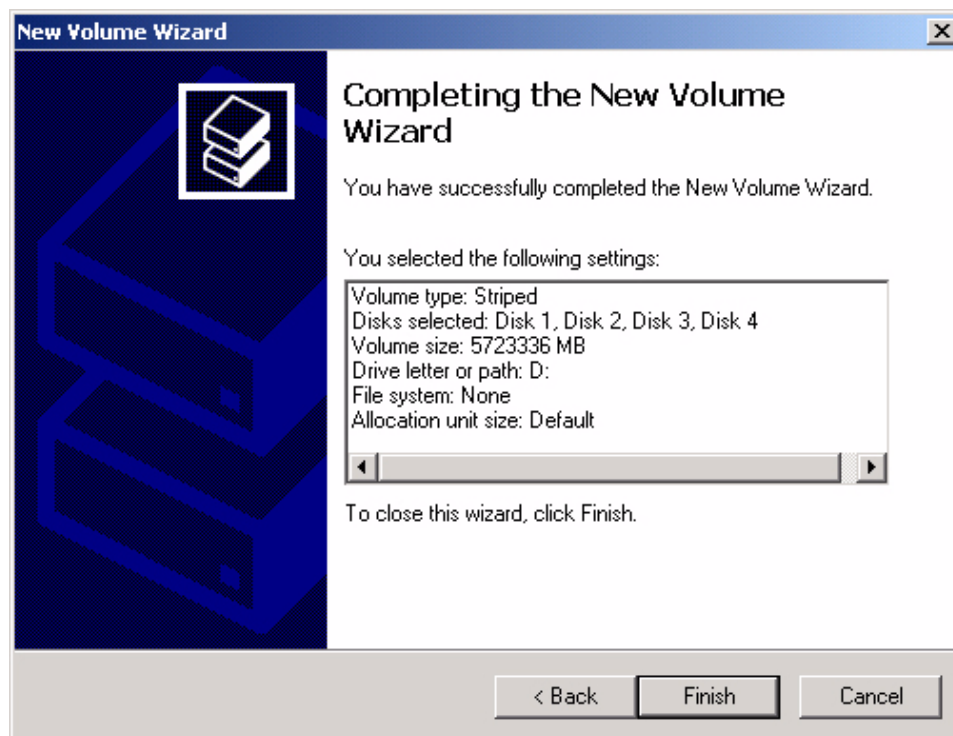 New Volume Wizard
Completing the New Volume
Wizard
You have successfully completed the New Volume Wizard.
You selected the following settings:
Volume type: Striped
Disks selected: Disk 1, Disk 2, Disk 3, Disk 4
Volume size: 5723336 MB
Drive letter or path: D:
File system: None
Allocation unit size: Default
To close this wizard, click Finish.
< Back Finish Cancel